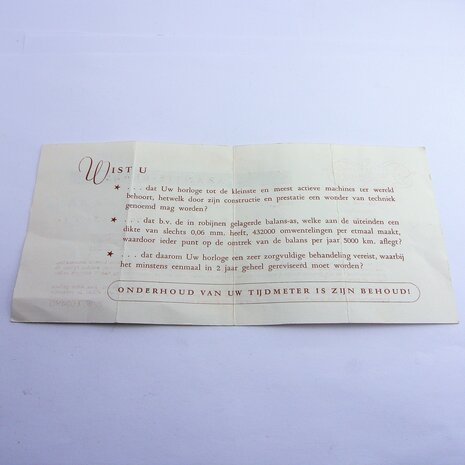 WIST U
★ . . . dat Uw horloge tot de kleinste en meest actieve machines ter wereld
behoort, hetwelk door zijn constructie en prestatie een wonder van techniek
genoemd mag worden?
★ . . . dat b.v. de in robijnen gelagerde balans-as, welke aan de uiteinden een
dikte van slechts 0,06 mm. heeft, 432000 omwentelingen per etmaal maakt,
waardoor ieder punt op de omtrek van de balans per jaar 5000 km. aflegt?
★ . . . dat daarom Uw horloge een zeer zorgvuldige behandeling vereist, waarbij
het minstens eenmaal in 2 jaar geheel gereviseerd moet worden?
ONDERHOUD VAN UW TIJDMETER IS ZIJN BEHOUD!